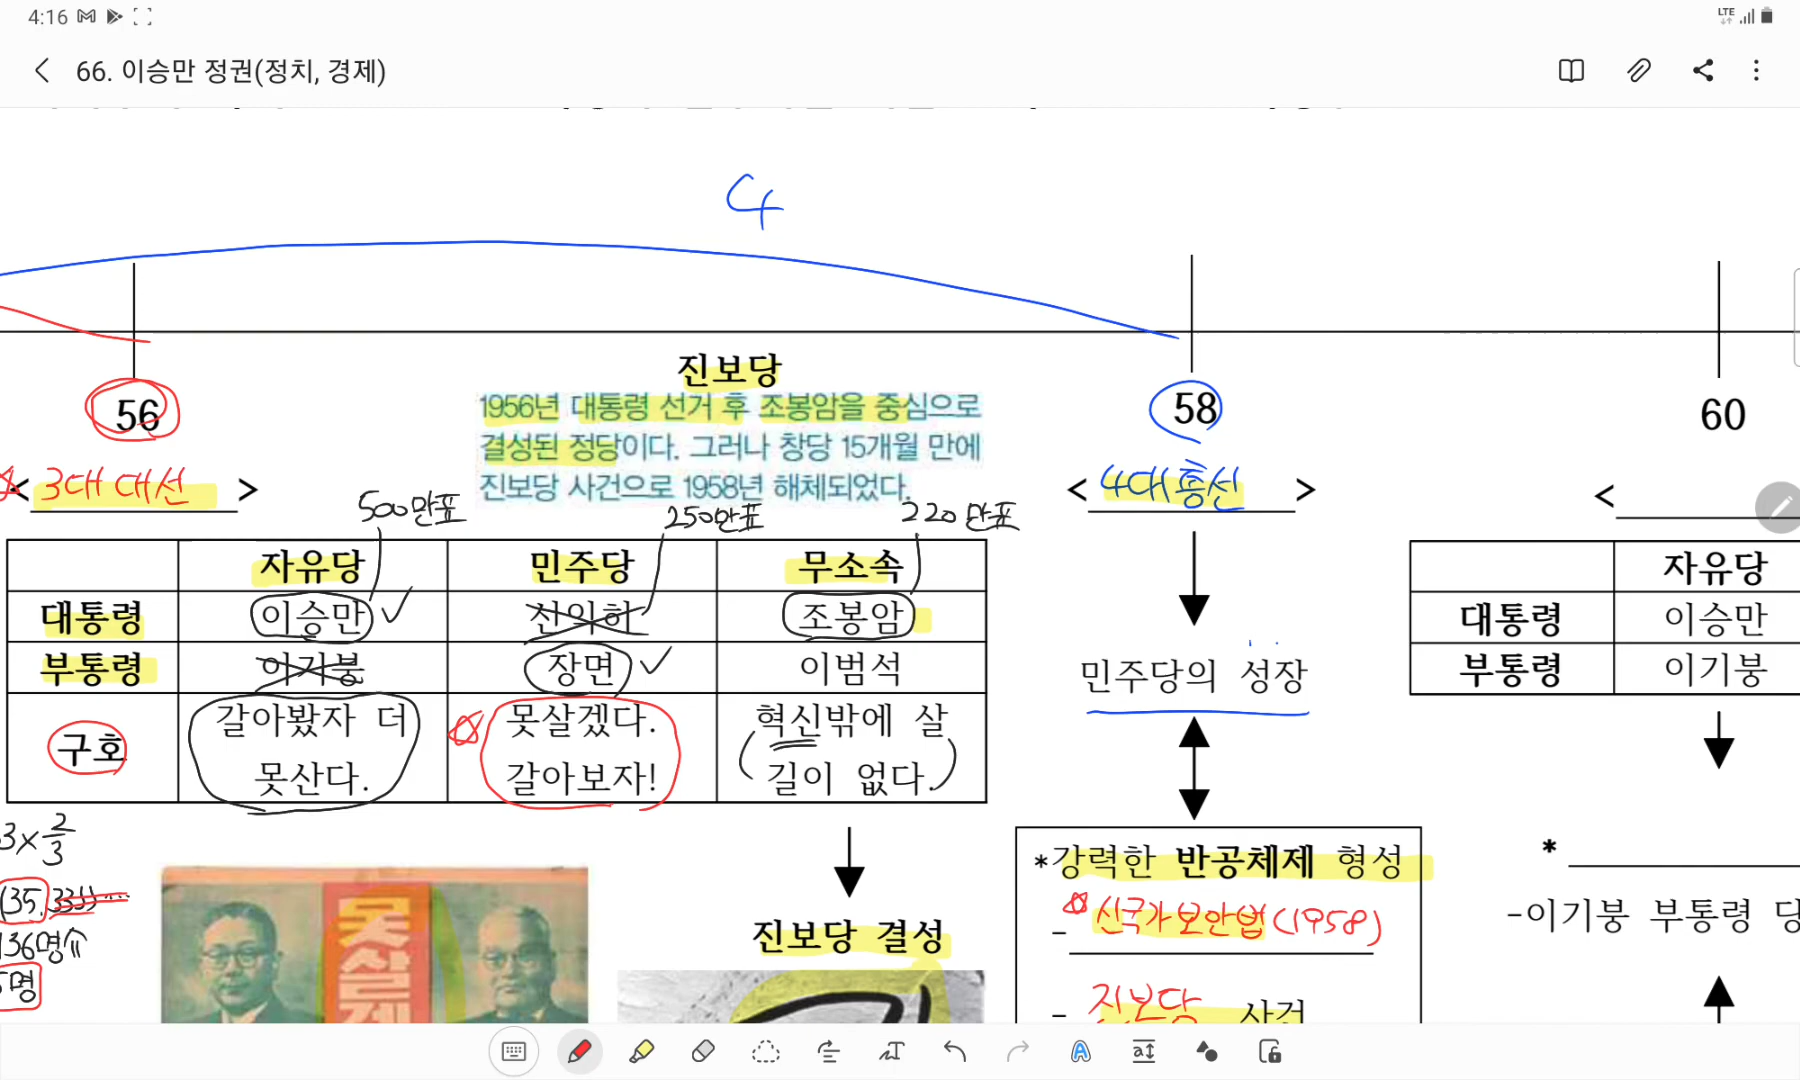 4:16
LTE
66. 이승만 정권(정치, 경제)
4
56
진보당
1956년 대통령 선거 후 조봉암을 중심으로
결성된 정당이다. 그러나 창당 15개월 만에
진보당 사건으로 1958년 해체되었다.
58
60
< 3대 대선 >
500만표
250만표
220만표
< 4대 총선 >
<
자유당 민주당 무소속
대통령 이승만 신익희 조봉암
부통령 이기붕 장면 이범석
구호 갈아봤자 더 못살겠다. 혁신밖에 살
못산다. 갈아보자! 길이 없다.
민주당의 성장
자유당
대통령 이승만
부통령 이기붕
3×2/3
136명
진보당 결성
못살겠
*강력한 반공체제 형성
- 신국가보안법(1958)
- 진보당 사건
*
-이기붕 부통령 당